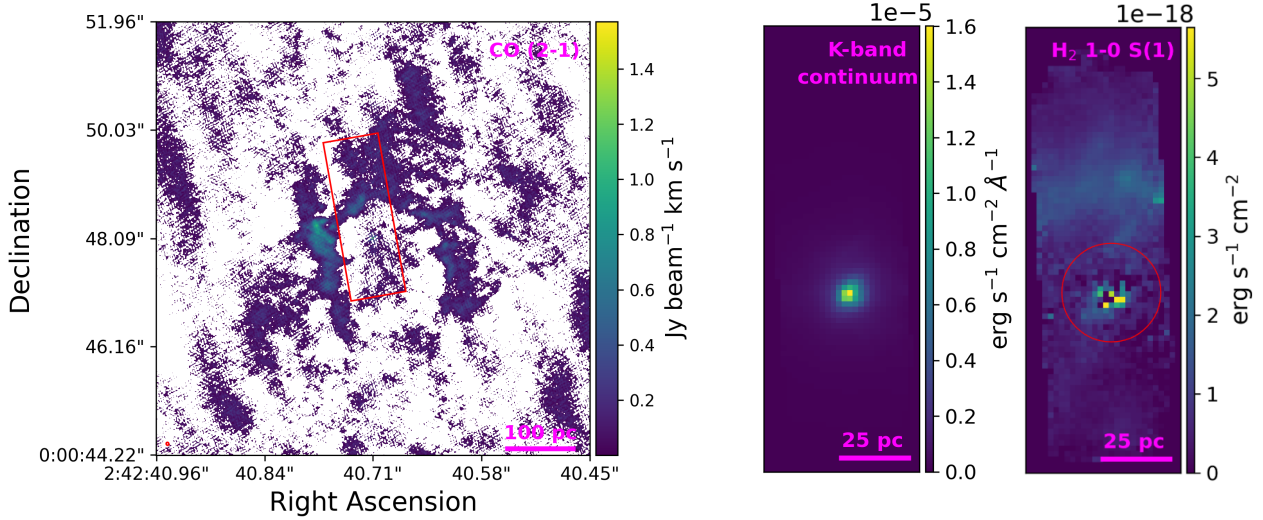 51.96"
50.03"
48.09"
46.16"
0:00:44.22"
2:42:40.96"
40.84"
40.71"
40.58"
40.45"
Right Ascension
Declination
CO (2-1)
100 pc
1.4
1.2
1.0
0.8
0.6
0.4
0.2
Jy beam⁻¹ km s⁻¹
K-band
continuum
25 pc
1e−5
1.6
1.4
1.2
1.0
0.8
0.6
0.4
0.2
0.0
erg s⁻¹ cm⁻² Å⁻¹
H₂ 1-0 S(1)
25 pc
1e−18
5
4
3
2
1
0
erg s⁻¹ cm⁻²